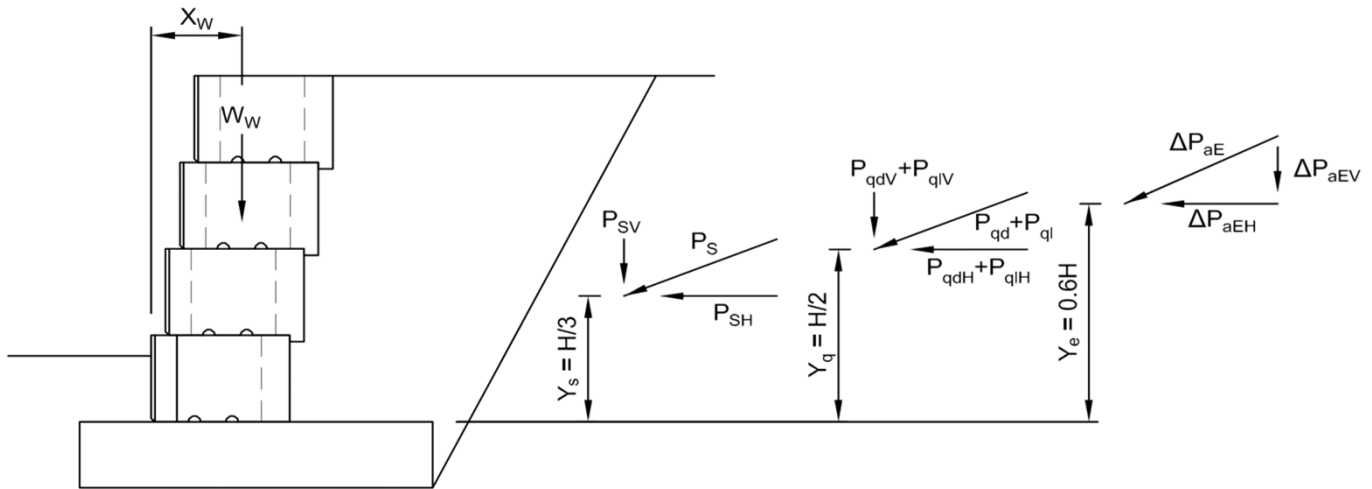 X_W
W_W
P_SV
P_S
P_SH
Y_s = H/3
P_qdV+P_qlV
P_qd+P_ql
P_qdH+P_qlH
Y_q = H/2
ΔP_aE
ΔP_aEV
ΔP_aEH
Y_e = 0.6H